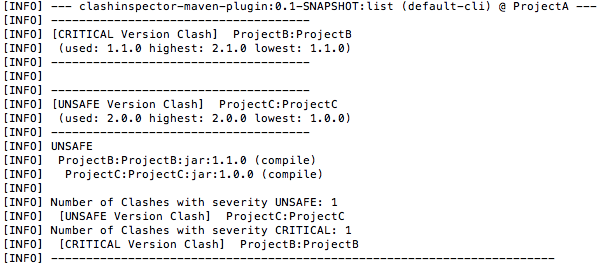 [INFO] --- clashinspector-maven-plugin:0.1-SNAPSHOT:list (default-cli) @ ProjectA ---
[INFO] -------------------------------------
[INFO] [CRITICAL Version Clash]  ProjectB:ProjectB
[INFO]  (used: 1.1.0 highest: 2.1.0 lowest: 1.1.0)
[INFO] -------------------------------------
[INFO]
[INFO] -------------------------------------
[INFO] [UNSAFE Version Clash]  ProjectC:ProjectC
[INFO]  (used: 2.0.0 highest: 2.0.0 lowest: 1.0.0)
[INFO] -------------------------------------
[INFO] UNSAFE
[INFO]  ProjectB:ProjectB:jar:1.1.0 (compile)
[INFO]   ProjectC:ProjectC:jar:1.0.0 (compile)
[INFO]
[INFO] Number of Clashes with severity UNSAFE: 1
[INFO]  [UNSAFE Version Clash]  ProjectC:ProjectC
[INFO] Number of Clashes with severity CRITICAL: 1
[INFO]  [CRITICAL Version Clash]  ProjectB:ProjectB
[INFO] ------------------------------------------------------------------------